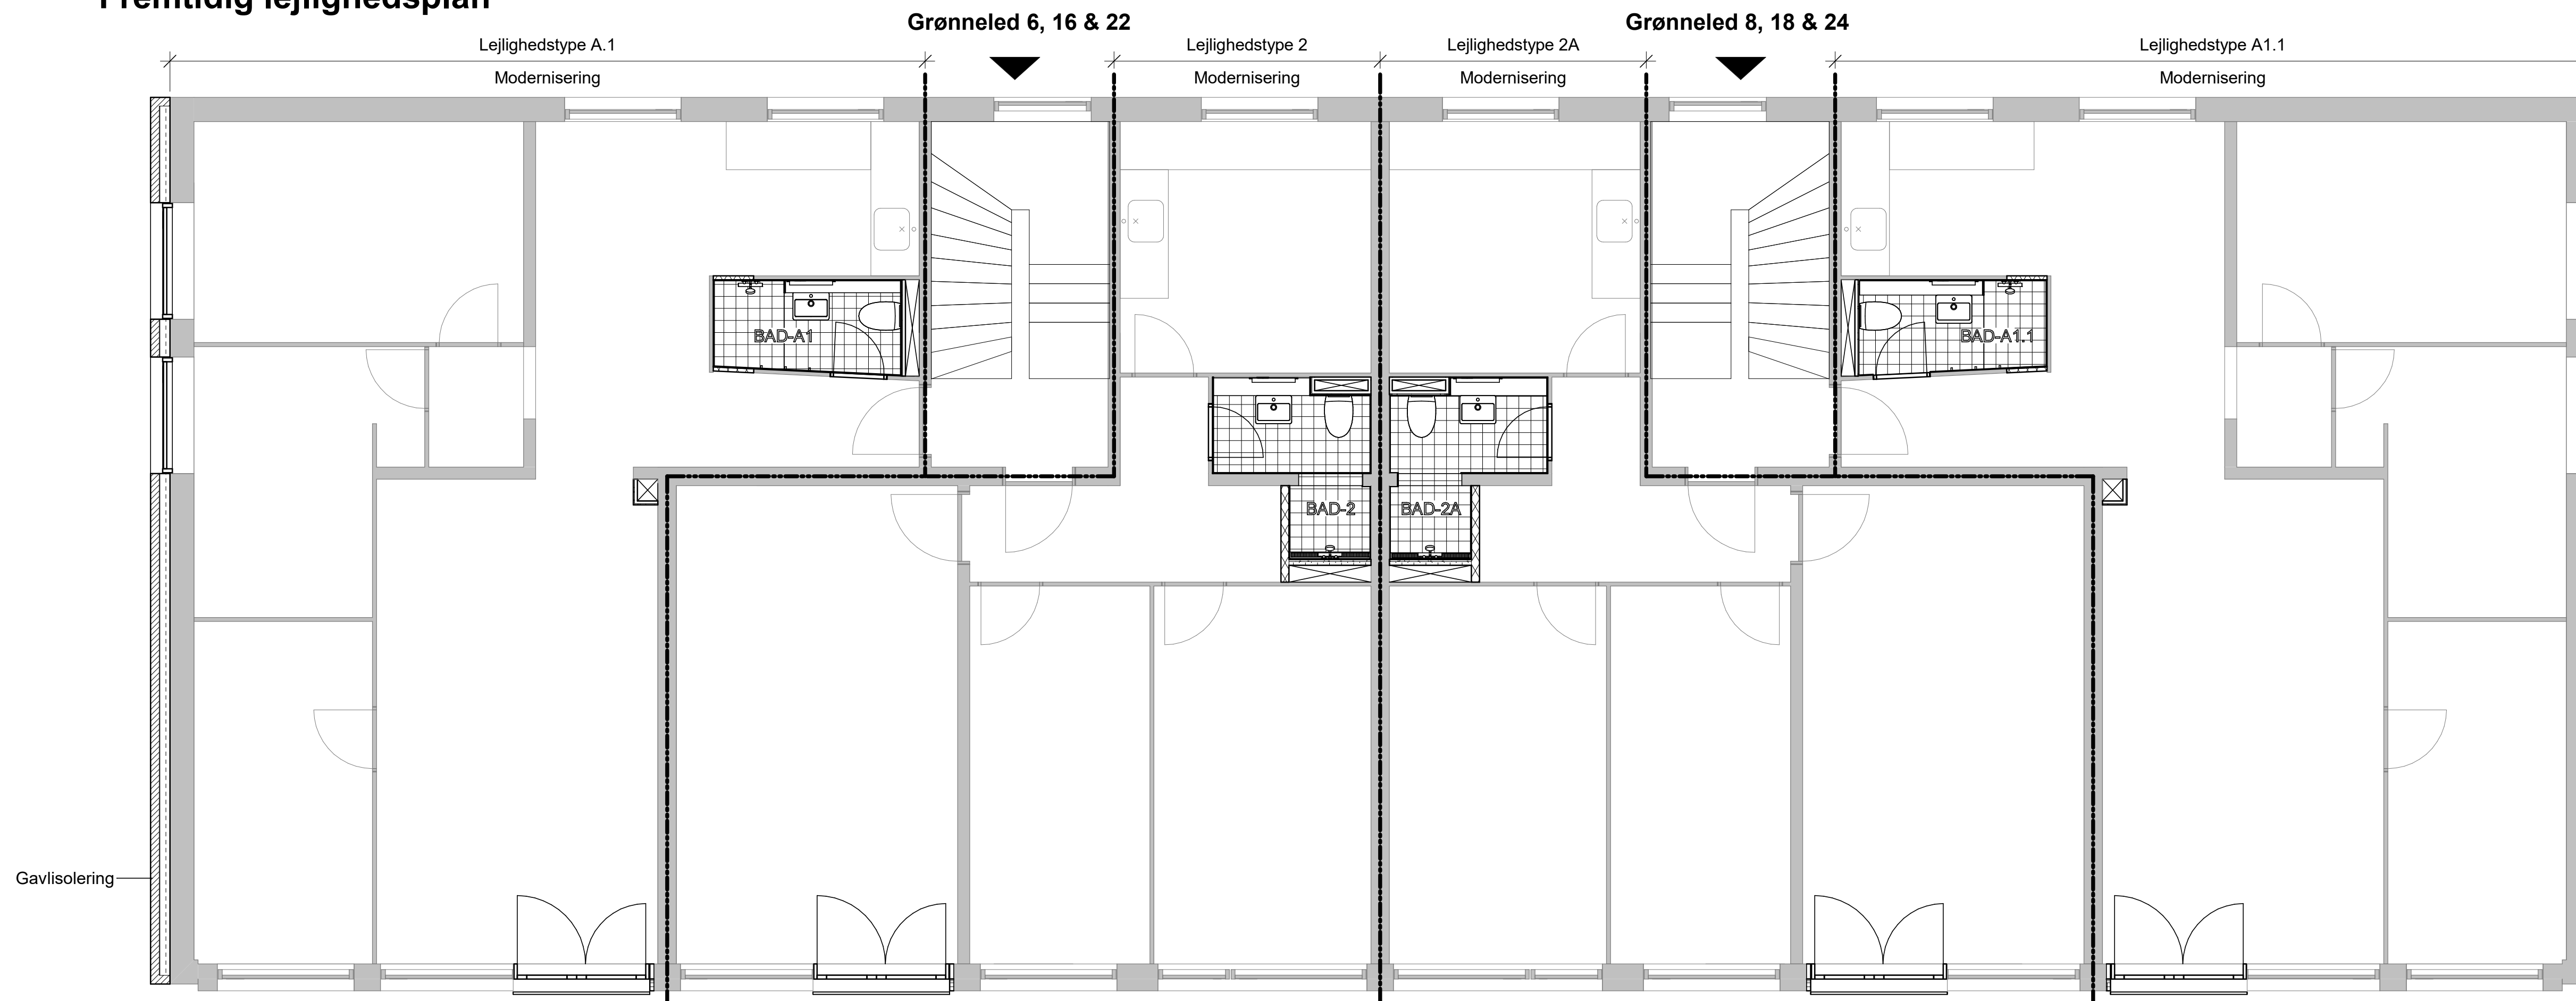 Fremtidig lejlighedsplan
Grønneled 6, 16 & 22
Grønneled 8, 18 & 24
Lejlighedstype A.1
Lejlighedstype 2
Lejlighedstype 2A
Lejlighedstype A1.1
Modernisering
Modernisering
Modernisering
Modernisering
BAD-A1
BAD-A1.1
BAD-2
BAD-2A
Gavlisolering